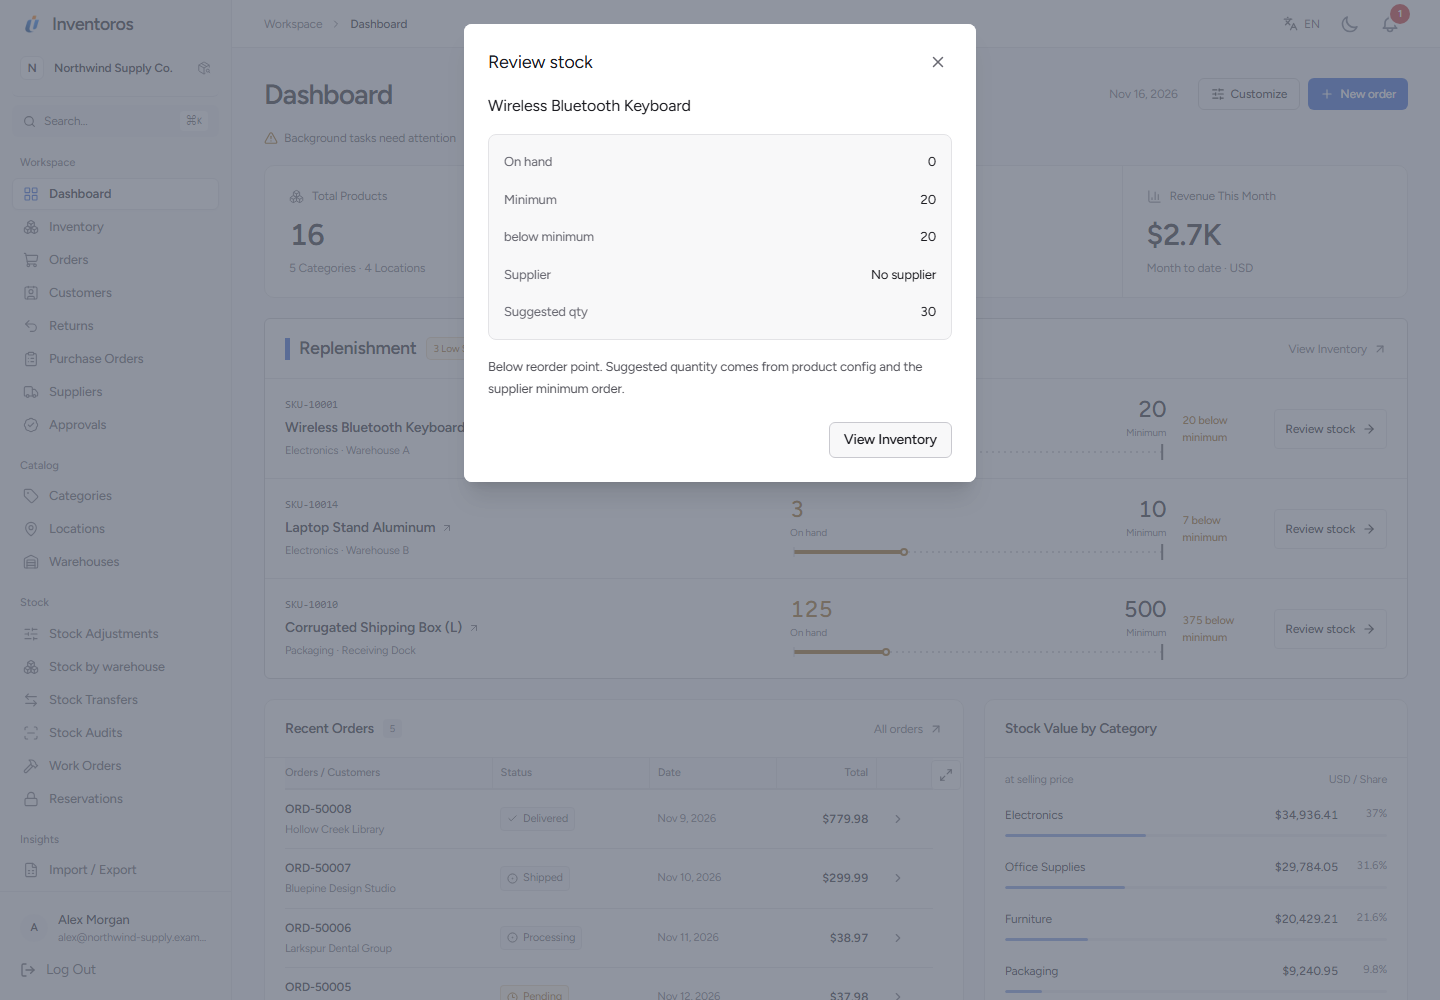 Inventoros
Northwind Supply Co.
N
Search...
⌘K
Workspace
Dashboard
Inventory
Orders
Customers
Returns
Purchase Orders
Suppliers
Approvals
Catalog
Categories
Locations
Warehouses
Stock
Stock Adjustments
Stock by warehouse
Stock Transfers
Stock Audits
Work Orders
Reservations
Insights
Import / Export
A
Alex Morgan
alex@northwind-supply.exam...
Log Out
Workspace
Dashboard
EN
1
Dashboard
Nov 16, 2026
Customize
New order
Background tasks need attention
Total Products
16
5 Categories · 4 Locations
Revenue This Month
$2.7K
Month to date · USD
Review stock
Wireless Bluetooth Keyboard
On hand 0
Minimum 20
below minimum 20
Supplier No supplier
Suggested qty 30
Below reorder point. Suggested quantity comes from product config and the
supplier minimum order.
View Inventory
Replenishment
3 Low
View Inventory
SKU-10001
Wireless Bluetooth Keyboard
Electronics · Warehouse A
20
Minimum
20 below
minimum
Review stock
SKU-10014
Laptop Stand Aluminum
Electronics · Warehouse B
3
On hand
10
Minimum
7 below
minimum
Review stock
SKU-10010
Corrugated Shipping Box (L)
Packaging · Receiving Dock
125
On hand
500
Minimum
375 below
minimum
Review stock
Recent Orders 5
All orders
Orders / Customers Status Date Total
ORD-50008
Hollow Creek Library
Delivered
Nov 9, 2026
$779.98
ORD-50007
Bluepine Design Studio
Shipped
Nov 10, 2026
$299.99
ORD-50006
Larkspur Dental Group
Processing
Nov 11, 2026
$38.97
ORD-50005
Pending
Nov 12, 2026
$37.98
Stock Value by Category
at selling price USD / Share
Electronics $34,936.41 37%
Office Supplies $29,784.05 31.6%
Furniture $20,429.21 21.6%
Packaging $9,240.95 9.8%